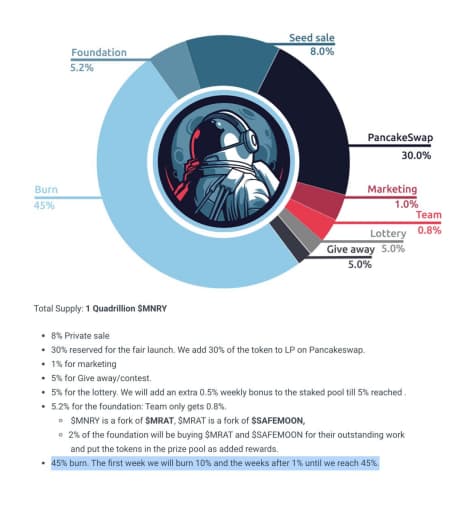 Seed sale
8.0%
Foundation
5.2%
PancakeSwap
30.0%
Burn
45%
Marketing
1.0%
Team
0.8%
Lottery
5.0%
Give away
5.0%
Total Supply: 1 Quadrillion $MNRY
• 8% Private sale
• 30% reserved for the fair launch. We add 30% of the token to LP on Pancakeswap.
• 1% for marketing
• 5% for Give away/contest.
• 5% for the lottery. We will add an extra 0.5% weekly bonus to the staked pool till 5% reached .
• 5.2% for the foundation: Team only gets 0.8%.
○ $MNRY is a fork of $MRAT, $MRAT is a fork of $SAFEMOON,
○ 2% of the foundation will be buying $MRAT and $SAFEMOON for their outstanding work
and put the tokens in the prize pool as added rewards.
• 45% burn. The first week we will burn 10% and the weeks after 1% until we reach 45%.